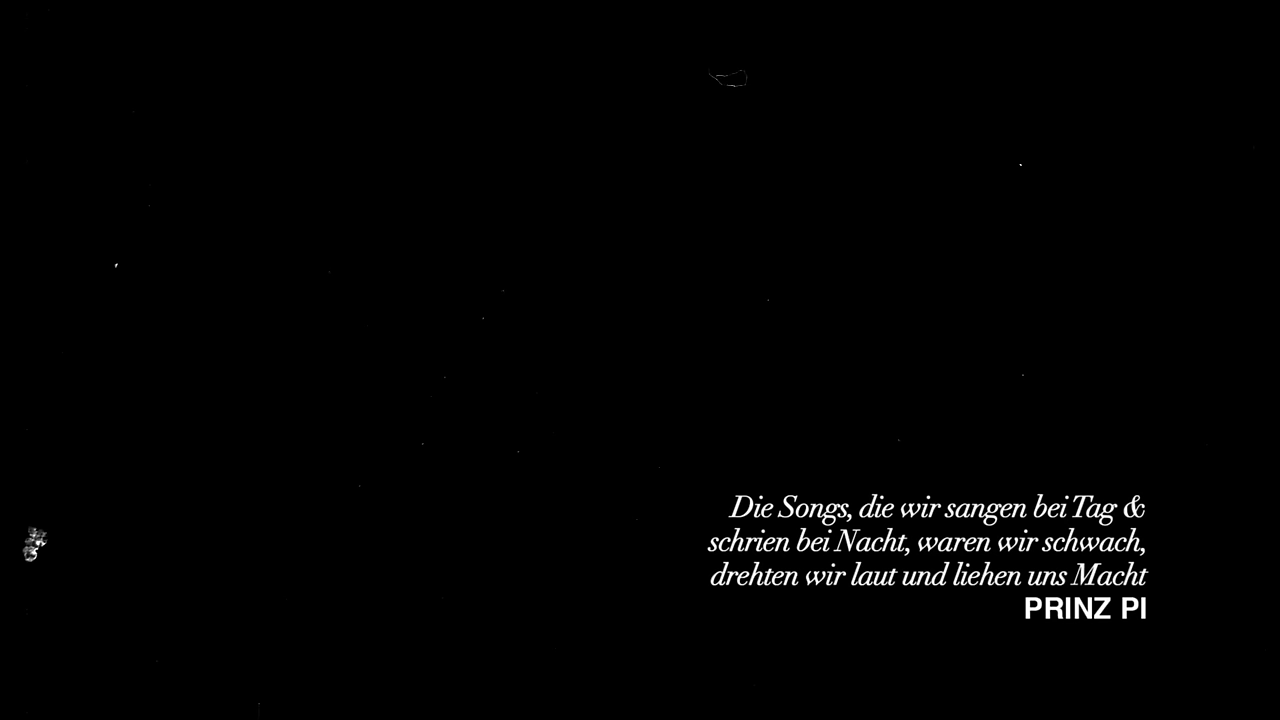 Die Songs, die wir sangen bei Tag &
schrien bei Nacht, waren wir schwach,
drehten wir laut und liehen uns Macht
PRINZ PI